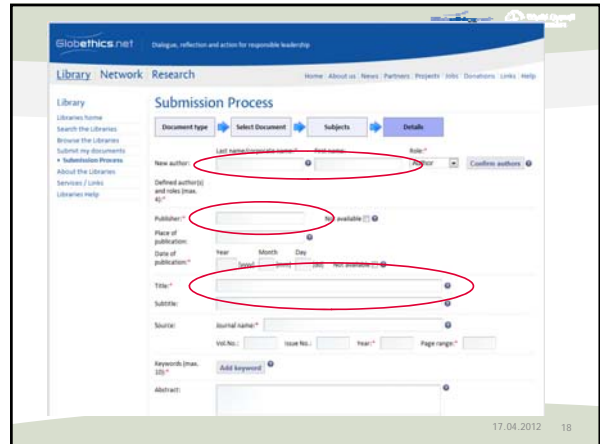 Globethics.net
Dialogue, reflection and action for responsible leadership
Library Network Research
Home About us News Partners Projects Jobs Donations Links Help
Library
Libraries home
Search the Libraries
Browse the Libraries
Submit my documents
Submission Process
About the Libraries
Services / Links
Libraries Help
Submission Process
Document type Select Document Subjects Details
Last name/corporate name:* First name: Role:*
New author: Author Confirm authors
Defined author(s)
and roles (max.
4):*
Publisher:* Not available
Place of
publication:
Date of
publication:*
Year Month Day
Not available
Title:*
Subtitle:
Source: Journal name:*
Vol.No.: Issue No.: Year:* Page range:*
Keywords (max.
10):*
Add keyword
Abstract:
17.04.2012 18